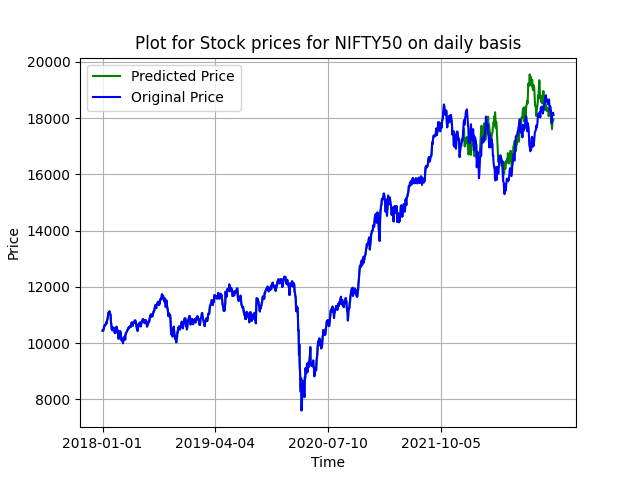 Plot for Stock prices for NIFTY50 on daily basis
Predicted Price
Original Price
20000
18000
16000
14000
12000
10000
8000
Price
2018-01-01 2019-04-04 2020-07-10 2021-10-05
Time